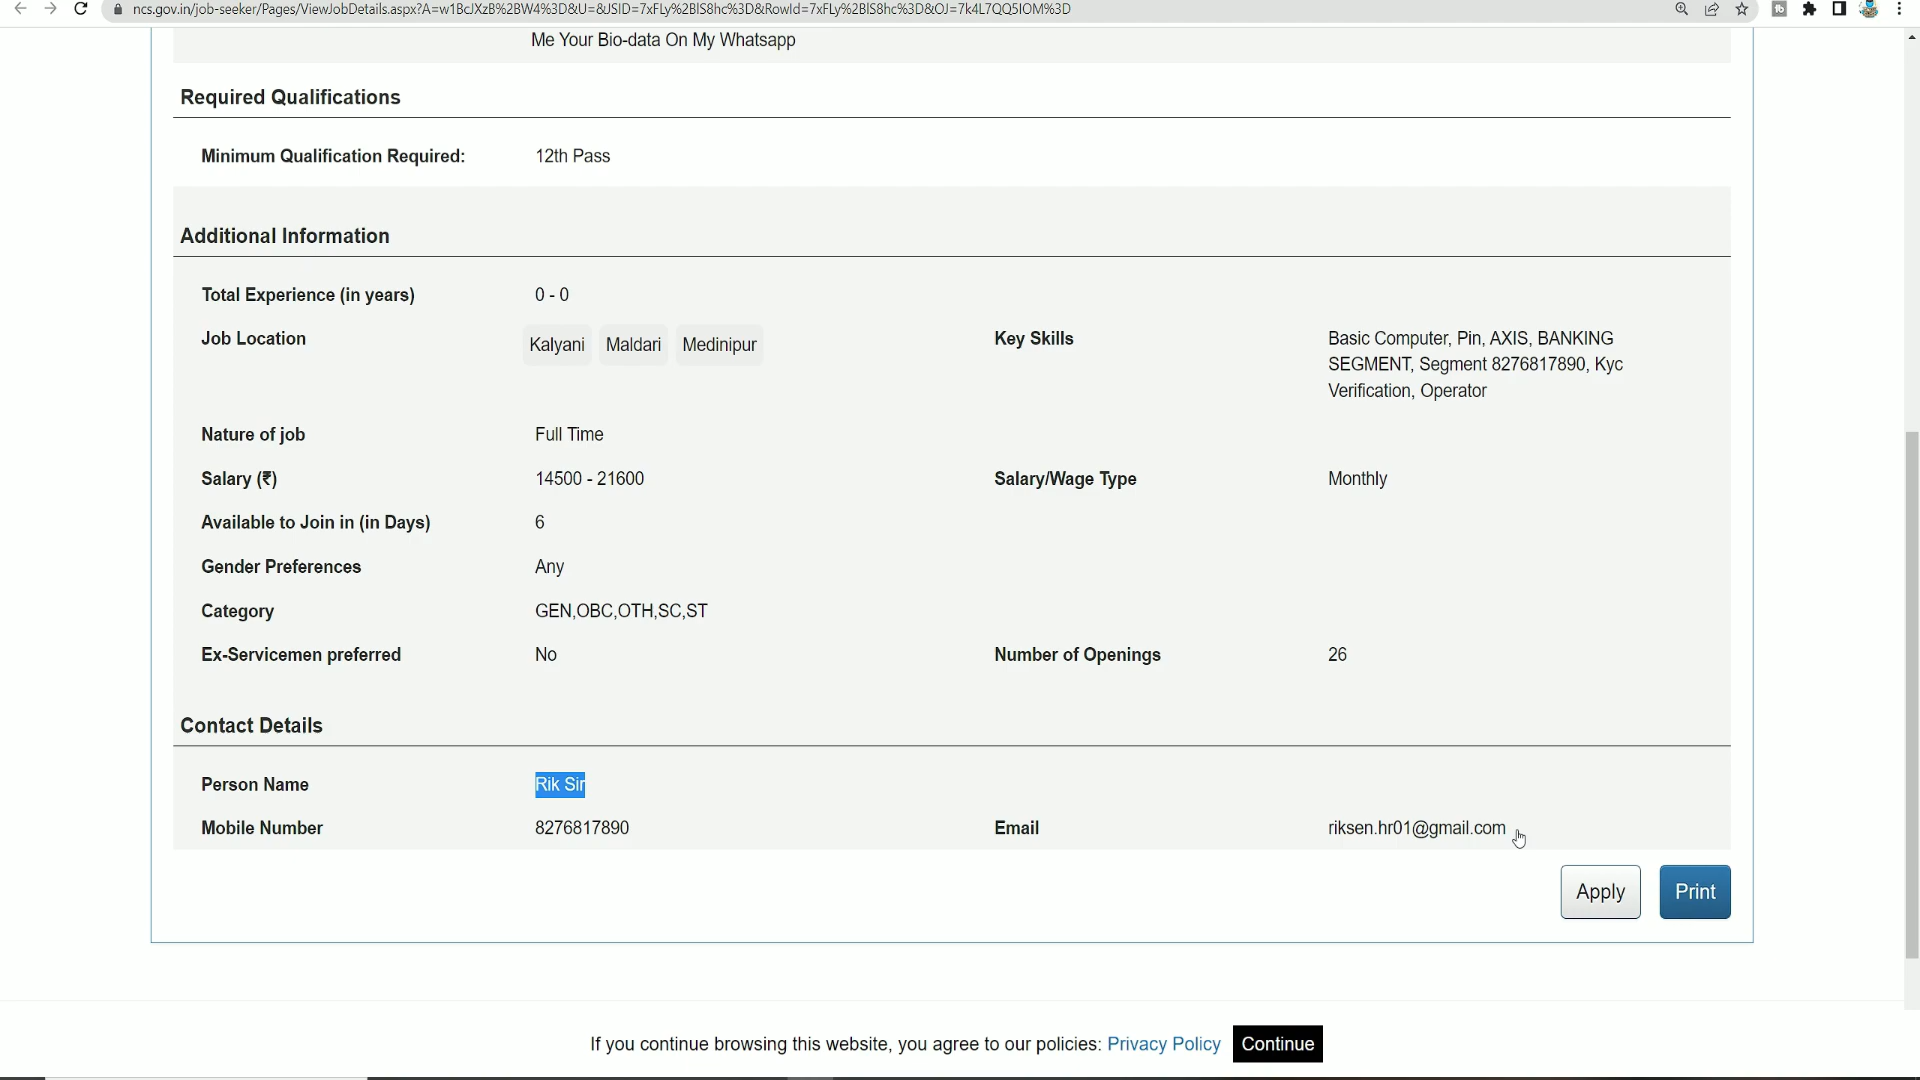 ncs.gov.in/job-seeker/Pages/ViewJobDetails.aspx?A=w1BcJXzB%2BW4%3D&U=&JSID=7xFLy%2BlS8hc%3D&RowId=7xFLy%2BlS8hc%3D&OJ=7k4L7QQ5IOM%3D
Me Your Bio-data On My Whatsapp
Required Qualifications
Minimum Qualification Required: 12th Pass
Additional Information
Total Experience (in years) 0 - 0
Job Location Kalyani Maldari Medinipur Key Skills Basic Computer, Pin, AXIS, BANKING
SEGMENT, Segment 8276817890, Kyc
Verification, Operator
Nature of job Full Time
Salary (₹) 14500 - 21600 Salary/Wage Type Monthly
Available to Join in (in Days) 6
Gender Preferences Any
Category GEN,OBC,OTH,SC,ST
Ex-Servicemen preferred No Number of Openings 26
Contact Details
Person Name Rik Sir
Mobile Number 8276817890 Email riksen.hr01@gmail.com
Apply Print
If you continue browsing this website, you agree to our policies: Privacy Policy Continue